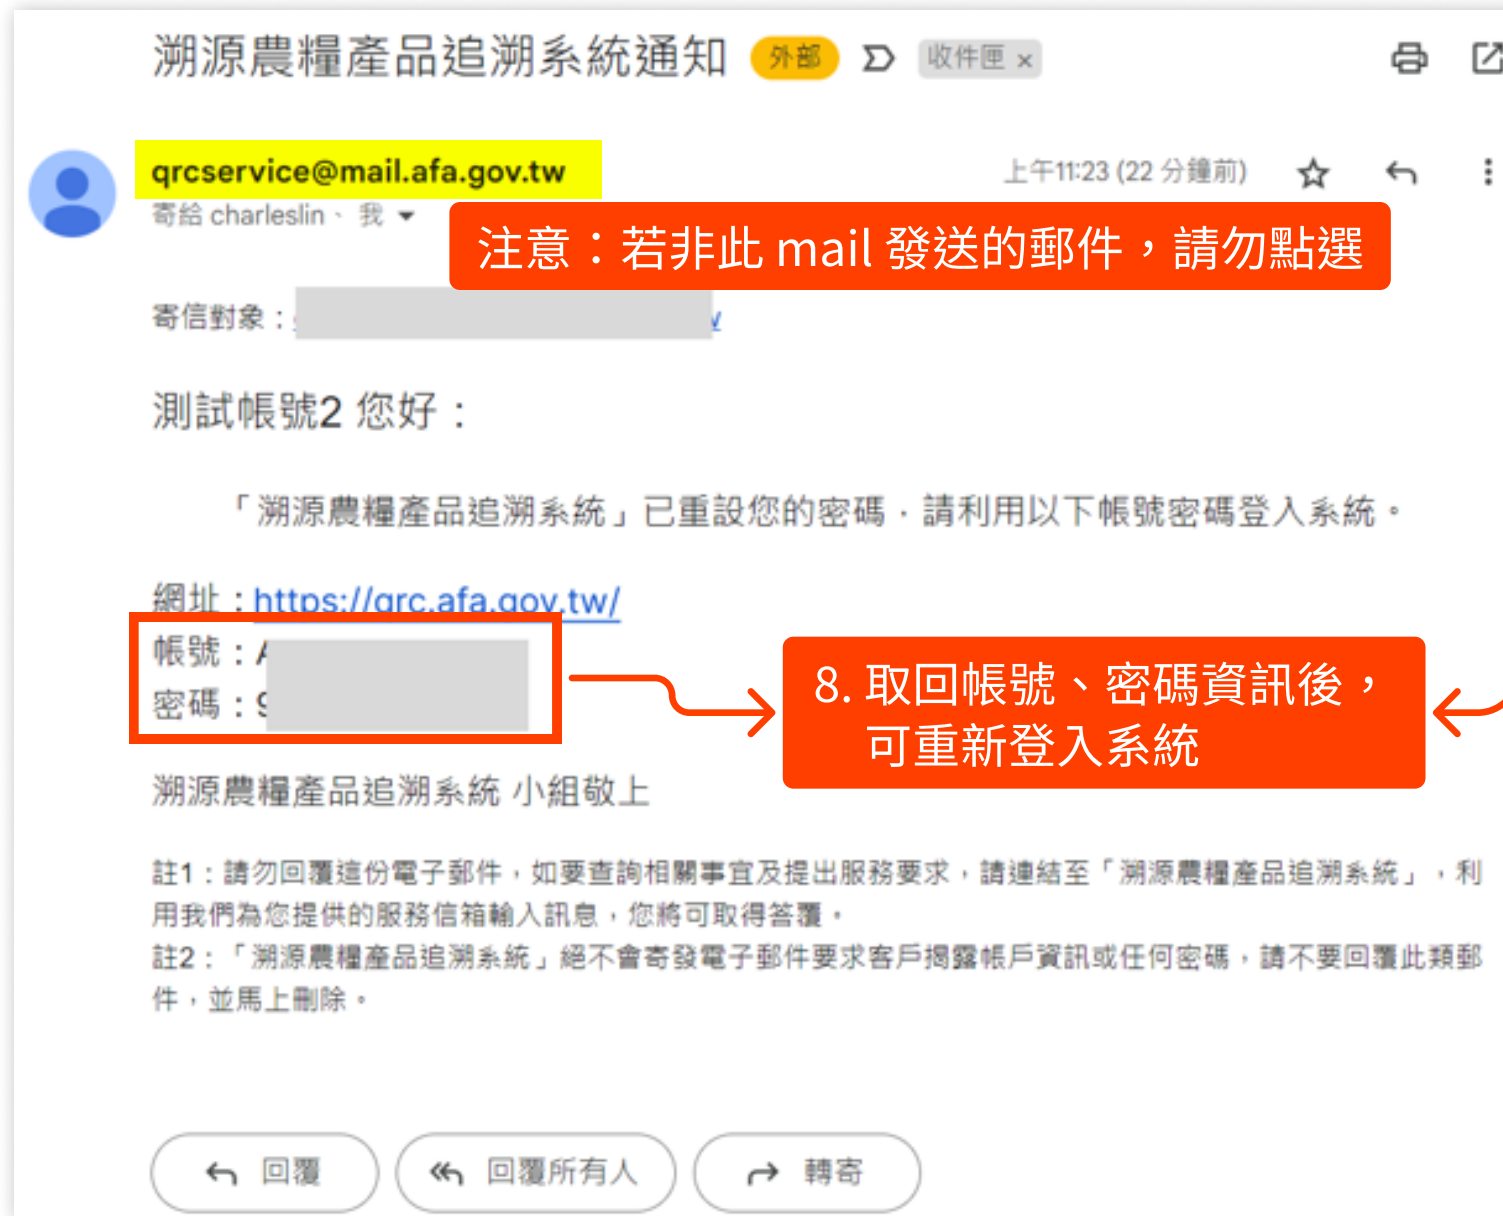 溯源農糧產品追溯系統通知 外部 收件匣 ×
qrcservice@mail.afa.gov.tw
上午11:23 (22 分鐘前)
寄給 charleslin、 我
注意：若非此 mail 發送的郵件，請勿點選
寄信對象：
測試帳號2 您好：
「溯源農糧產品追溯系統」已重設您的密碼，請利用以下帳號密碼登入系統。
網址：https://qrc.afa.gov.tw/
帳號：A
密碼：9
8. 取回帳號、密碼資訊後，
可重新登入系統
溯源農糧產品追溯系統 小組敬上
註1：請勿回覆這份電子郵件，如要查詢相關事宜及提出服務要求，請連結至「溯源農糧產品追溯系統」，利
用我們為您提供的服務信箱輸入訊息，您將可取得答覆。
註2：「溯源農糧產品追溯系統」絕不會寄發電子郵件要求客戶揭露帳戶資訊或任何密碼，請不要回覆此類郵
件，並馬上刪除。
回覆
回覆所有人
轉寄